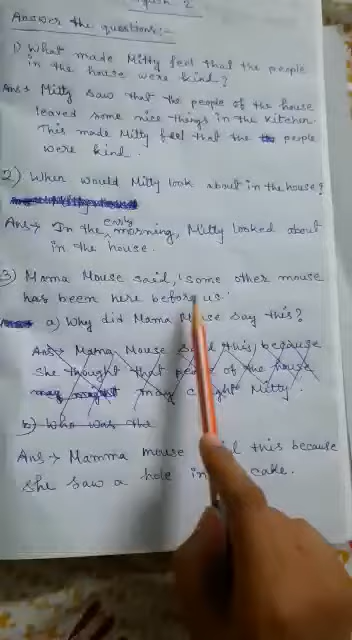 Answer the questions:-
1) What made Mitty feel that the people
in the house were kind?
Ans→ Mitty saw that the people of the house
leaved some nice things in the kitchen.
This made Mitty feel that the people
were kind.
2) When would Mitty look about in the house?
Ans→ In the early morning, Mitty looked about
in the house.
3) Mama Mouse said, 'some other mouse
has been here before us.'
a) Why did Mama Mouse say this?
Ans→ Mama Mouse said this, because
she thought that people of the house
may caught Mitty.
b) Who was the
Ans→ Mamma mouse this because
she saw a hole in cake.